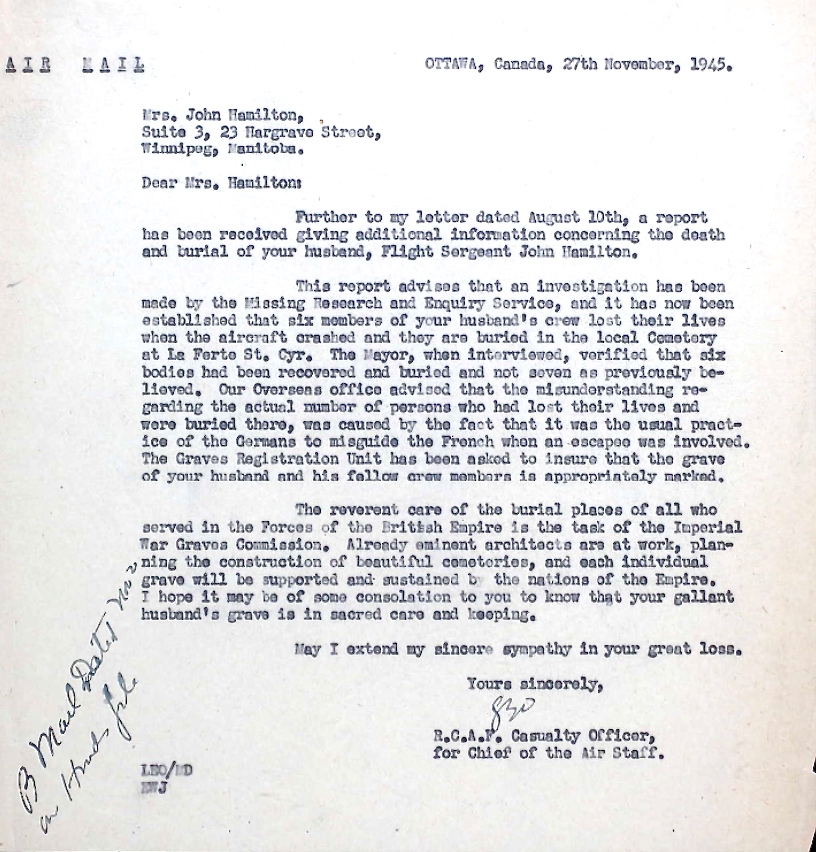 AIR MAIL
OTTAWA, Canada, 27th November, 1945.
Mrs. John Hamilton,
Suite 3, 23 Hargrave Street,
Winnipeg, Manitoba.
Dear Mrs. Hamilton:
Further to my letter dated August 10th, a report
has been received giving additional information concerning the death
and burial of your husband, Flight Sergeant John Hamilton.
This report advises that an investigation has been
made by the Missing Research and Enquiry Service, and it has now been
established that six members of your husband's crew lost their lives
when the aircraft crashed and they are buried in the local Cemetery
at La Ferte St. Cyr. The Mayor, when interviewed, verified that six
bodies had been recovered and buried and not seven as previously be-
lieved. Our Overseas office advised that the misunderstanding re-
garding the actual number of persons who had lost their lives and
were buried there, was caused by the fact that it was the usual pract-
ice of the Germans to misguide the French when an escapee was involved.
The Graves Registration Unit has been asked to insure that the grave
of your husband and his fellow crew members is appropriately marked.
The reverent care of the burial places of all who
served in the Forces of the British Empire is the task of the Imperial
War Graves Commission. Already eminent architects are at work, plan-
ning the construction of beautiful cemeteries, and each individual
grave will be supported and sustained b the nations of the Empire.
I hope it may be of some consolation to you to know that your gallant
husband's grave is in sacred care and keeping.
May I extend my sincere sympathy in your great loss.
Yours sincerely,
R.C.A.F. Casualty Officer,
for Chief of the Air Staff.
B Mail Dated
on file
LEO/MD
EWJ